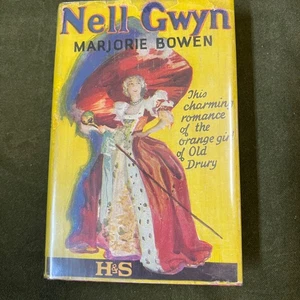 Nell Gwyn
MARJORIE BOWEN
This
charming
romance
of the
orange girl
of Old
Drury
H&S